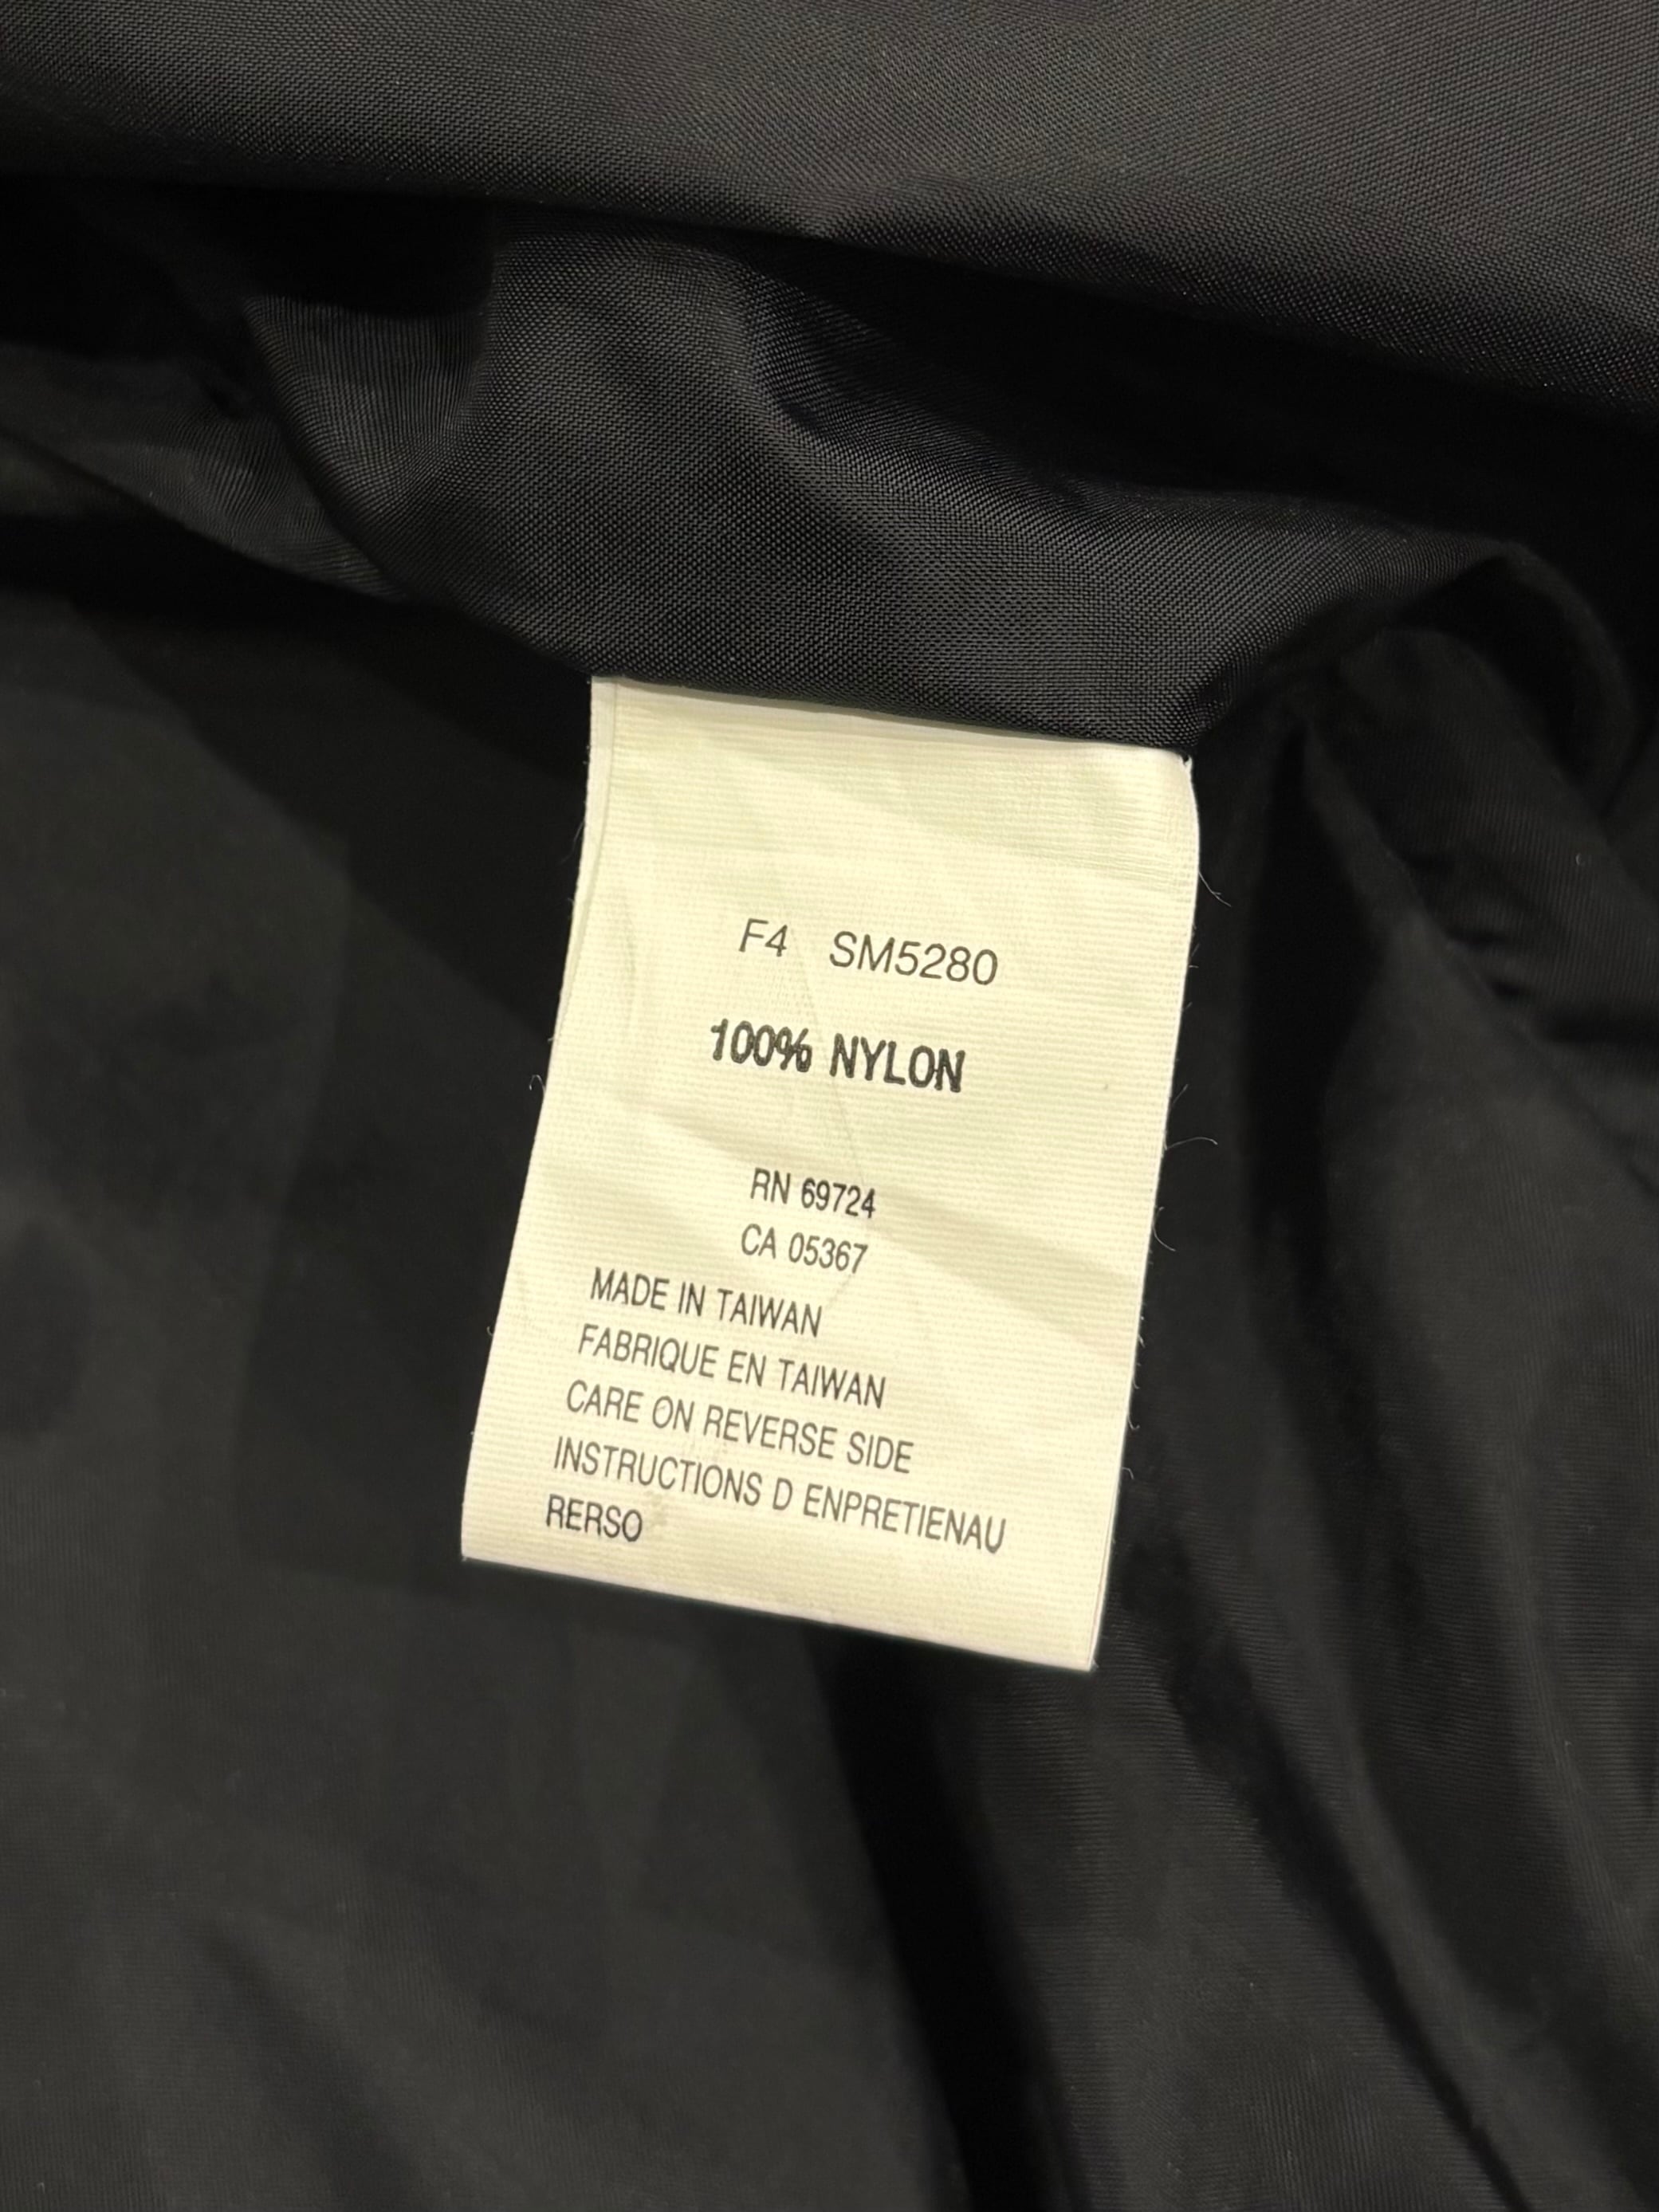 F4 SM5280
100% NYLON
RN 69724
CA 05367
MADE IN TAIWAN
FABRIQUE EN TAIWAN
CARE ON REVERSE SIDE
INSTRUCTIONS D ENPRETIENAU
RERSO